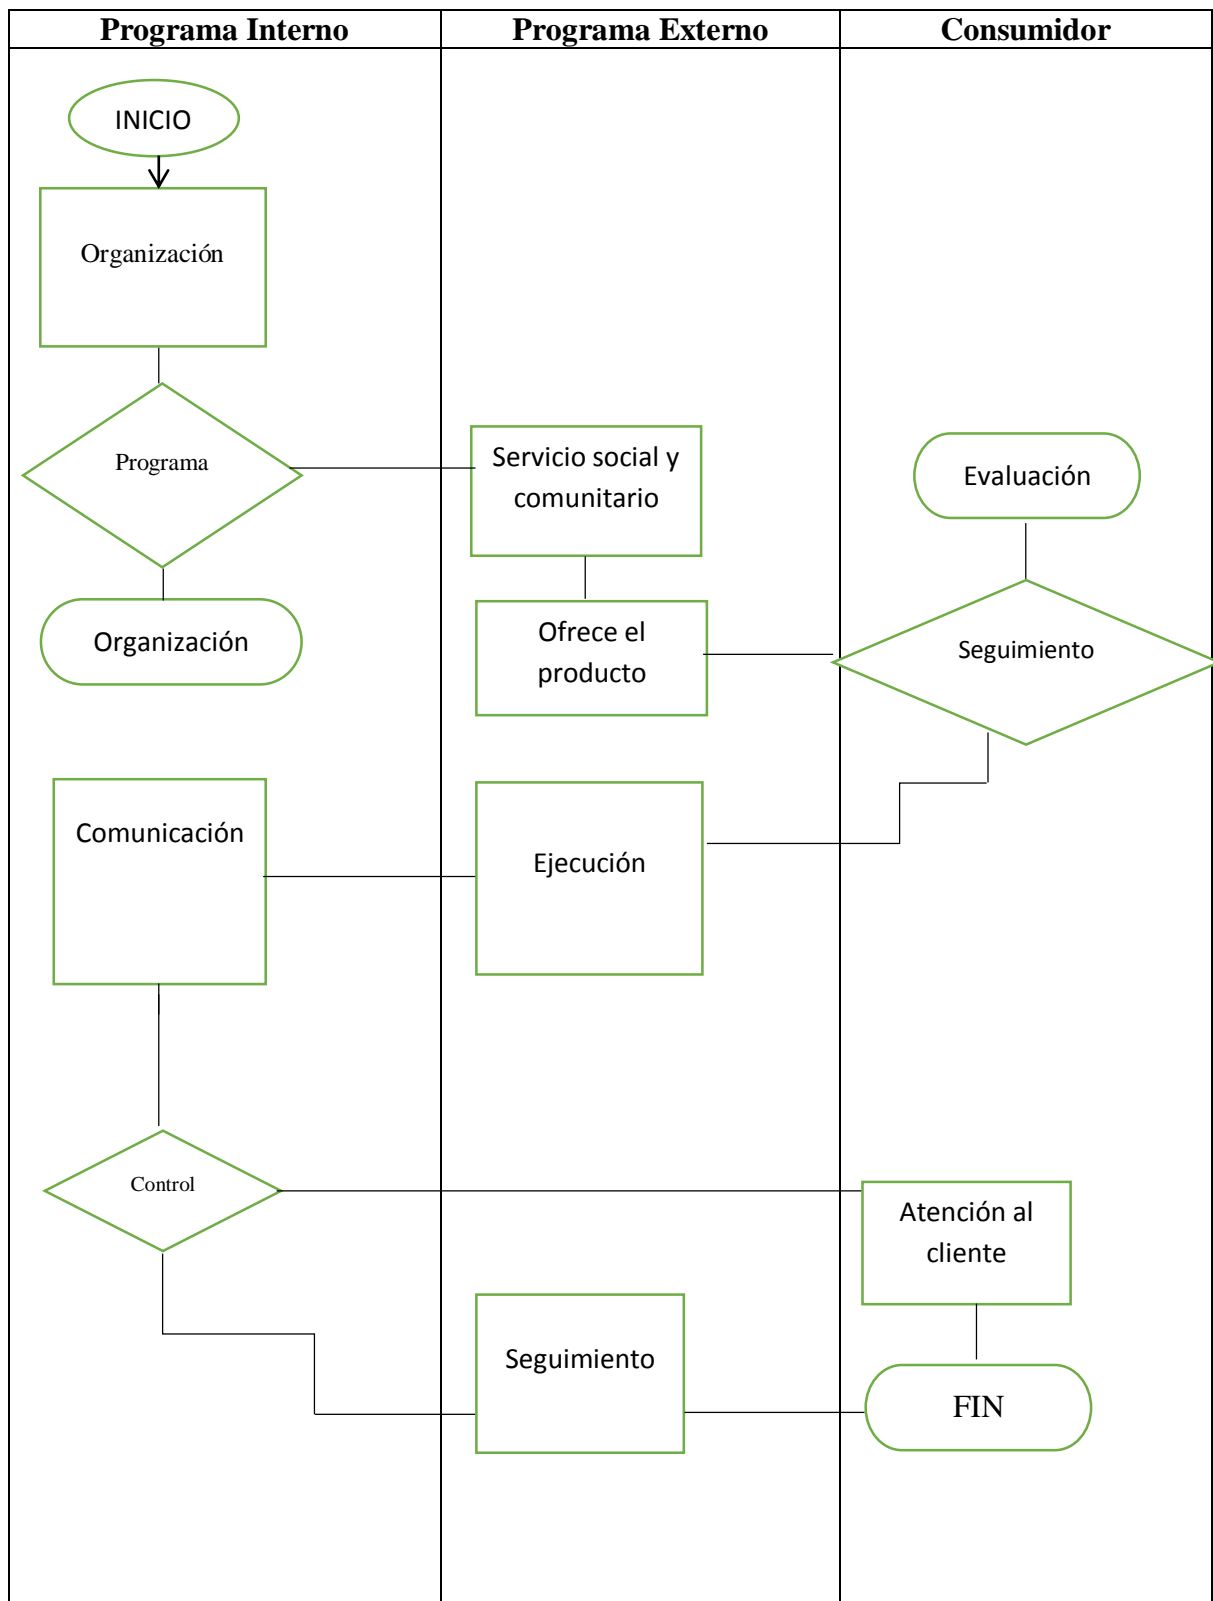 Programa Interno
Programa Externo
Consumidor
INICIO
Organización
Programa
Servicio social y
comunitario
Evaluación
Organización
Ofrece el
producto
Seguimiento
Comunicación
Ejecución
Control
Atención al
cliente
Seguimiento
FIN